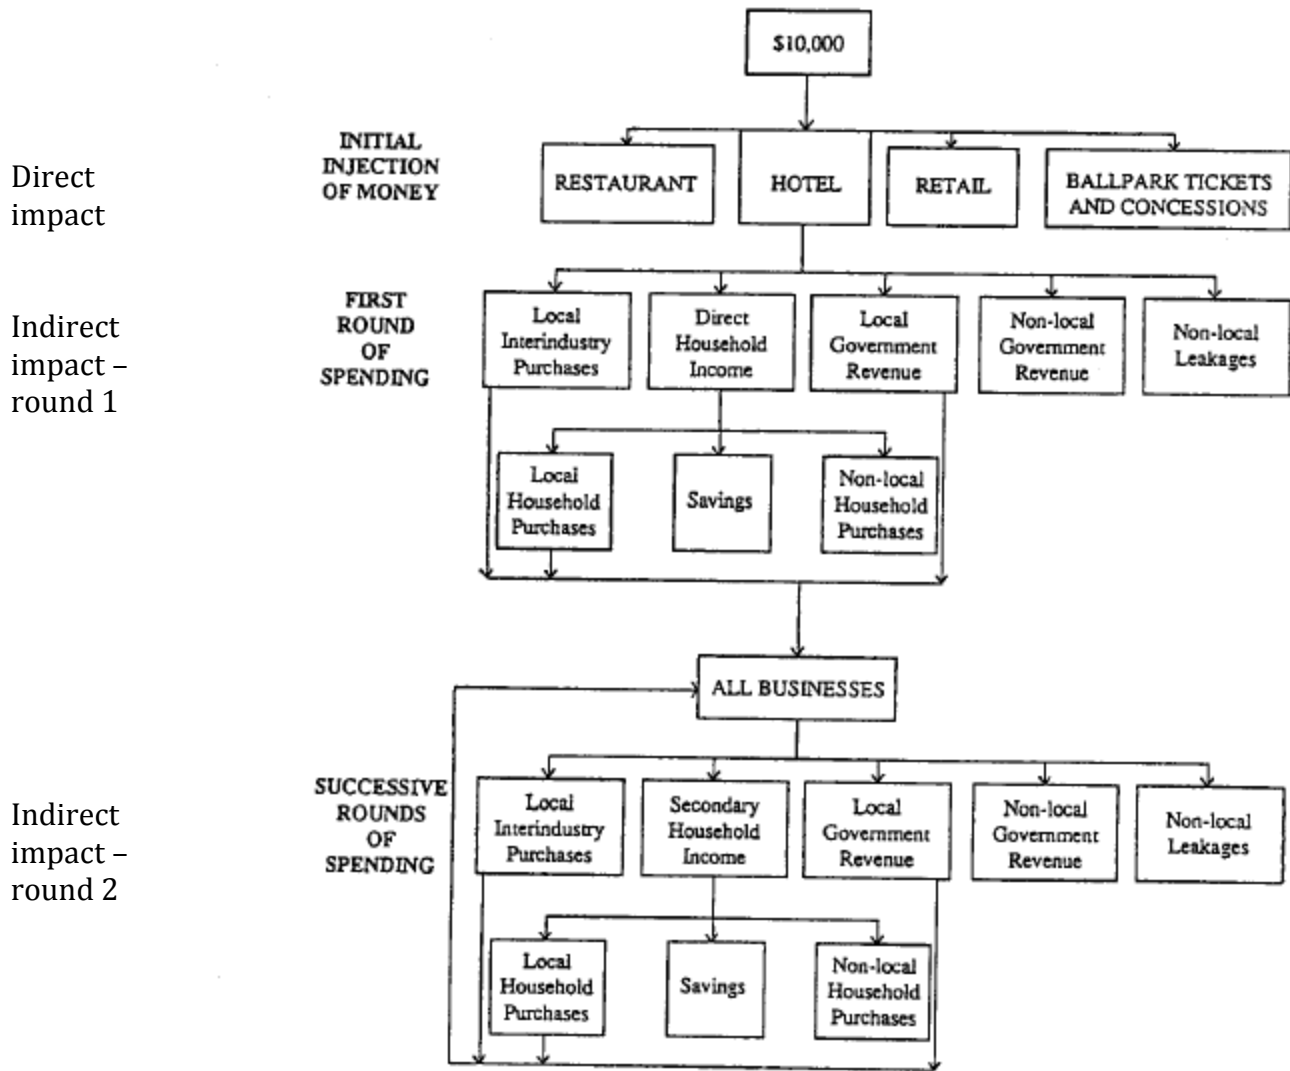 $10,000
Direct
impact
INITIAL
INJECTION
OF MONEY
RESTAURANT
HOTEL
RETAIL
BALLPARK TICKETS
AND CONCESSIONS
Indirect
impact –
round 1
FIRST
ROUND
OF
SPENDING
Local
Interindustry
Purchases
Direct
Household
Income
Local
Government
Revenue
Non-local
Government
Revenue
Non-local
Leakages
Local
Household
Purchases
Savings
Non-local
Household
Purchases
ALL BUSINESSES
Indirect
impact –
round 2
SUCCESSIVE
ROUNDS
OF
SPENDING
Local
Interindustry
Purchases
Secondary
Household
Income
Local
Government
Revenue
Non-local
Government
Revenue
Non-local
Leakages
Local
Household
Purchases
Savings
Non-local
Household
Purchases